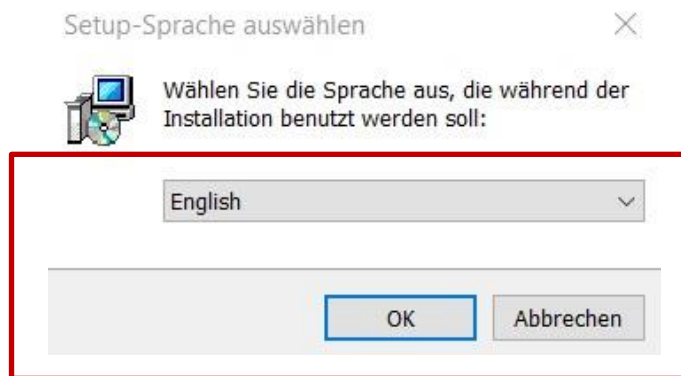 Setup-Sprache auswählen
Wählen Sie die Sprache aus, die während der
Installation benutzt werden soll:
English
OK
Abbrechen